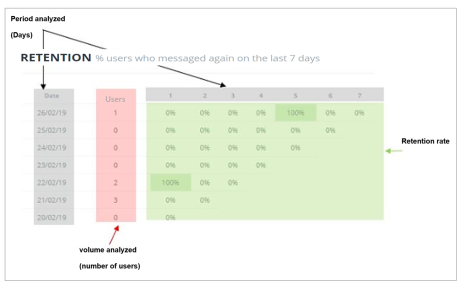 Period analyzed
(Days)
RETENTION % users who messaged again on the last 7 days
Date Users 1 2 3 4 5 6 7
26/02/19 1 0% 0% 0% 0% 100% 0% 0%
25/02/19 0 0% 0% 0% 0% 0% 0%
24/02/19 0 0% 0% 0% 0% 0%
23/02/19 0 0% 0% 0% 0%
22/02/19 2 100% 0% 0%
21/02/19 3 0% 0%
20/02/19 0 0%
Retention rate
volume analyzed
(number of users)